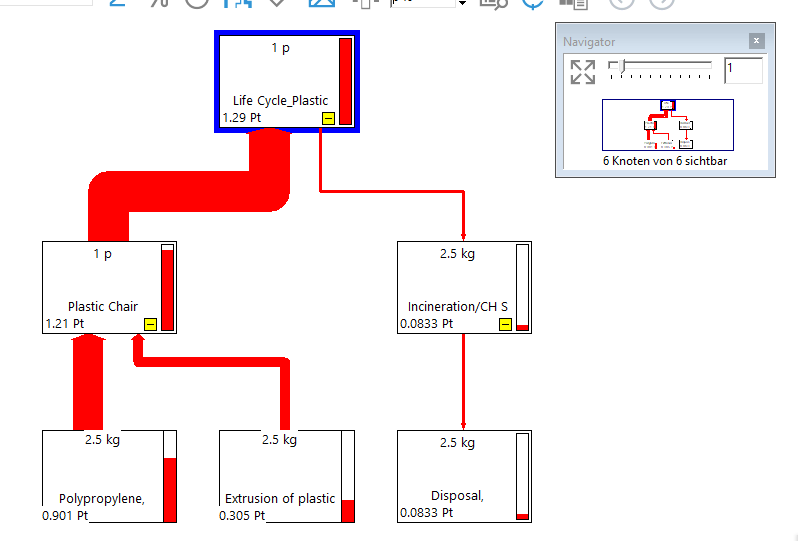 Navigator
1
6 Knoten von 6 sichtbar
1 p
Life Cycle_Plastic
1.29 Pt
1 p
Plastic Chair
1.21 Pt
2.5 kg
Incineration/CH S
0.0833 Pt
2.5 kg
Polypropylene,
0.901 Pt
2.5 kg
Extrusion of plastic
0.305 Pt
2.5 kg
Disposal,
0.0833 Pt